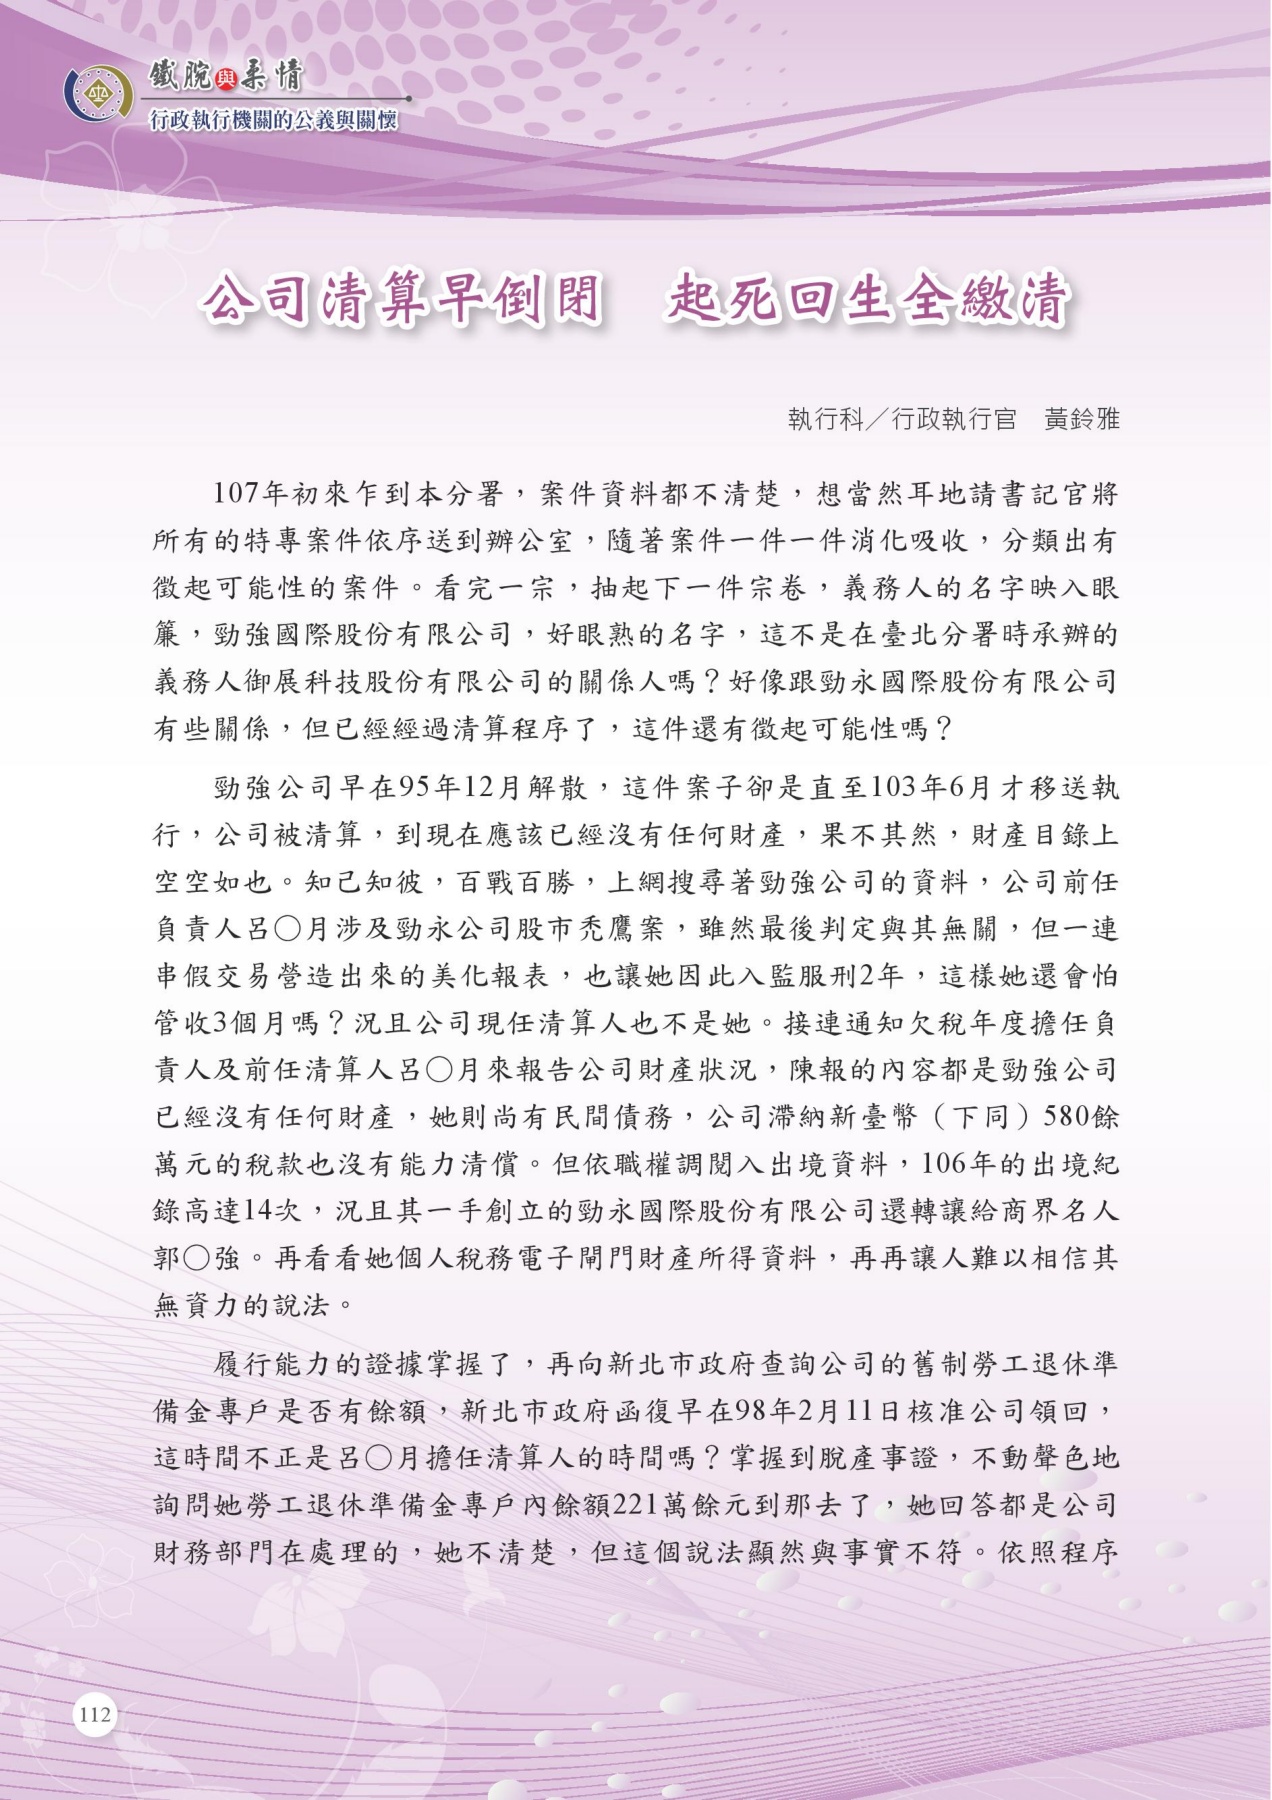 鐵腕與柔情
行政執行機關的公義與關懷
公司清算早倒閉　起死回生全繳清
執行科／行政執行官　黃鈴雅
107年初來乍到本分署，案件資料都不清楚，想當然耳地請書記官將
所有的特專案件依序送到辦公室，隨著案件一件一件消化吸收，分類出有
徵起可能性的案件。看完一宗，抽起下一件宗卷，義務人的名字映入眼
簾，勁強國際股份有限公司，好眼熟的名字，這不是在臺北分署時承辦的
義務人御展科技股份有限公司的關係人嗎？好像跟勁永國際股份有限公司
有些關係，但已經經過清算程序了，這件還有徵起可能性嗎？
勁強公司早在95年12月解散，這件案子卻是直至103年6月才移送執
行，公司被清算，到現在應該已經沒有任何財產，果不其然，財產目錄上
空空如也。知己知彼，百戰百勝，上網搜尋著勁強公司的資料，公司前任
負責人呂〇月涉及勁永公司股市禿鷹案，雖然最後判定與其無關，但一連
串假交易營造出來的美化報表，也讓她因此入監服刑2年，這樣她還會怕
管收3個月嗎？況且公司現任清算人也不是她。接連通知欠稅年度擔任負
責人及前任清算人呂〇月來報告公司財產狀況，陳報的內容都是勁強公司
已經沒有任何財產，她則尚有民間債務，公司滯納新臺幣（下同）580餘
萬元的稅款也沒有能力清償。但依職權調閱入出境資料，106年的出境紀
錄高達14次，況且其一手創立的勁永國際股份有限公司還轉讓給商界名人
郭〇強。再看看她個人稅務電子閘門財產所得資料，再再讓人難以相信其
無資力的說法。
履行能力的證據掌握了，再向新北市政府查詢公司的舊制勞工退休準
備金專戶是否有餘額，新北市政府函復早在98年2月11日核准公司領回，
這時間不正是呂〇月擔任清算人的時間嗎？掌握到脫產事證，不動聲色地
詢問她勞工退休準備金專戶內餘額221萬餘元到那去了，她回答都是公司
財務部門在處理的，她不清楚，但這個說法顯然與事實不符。依照程序
112